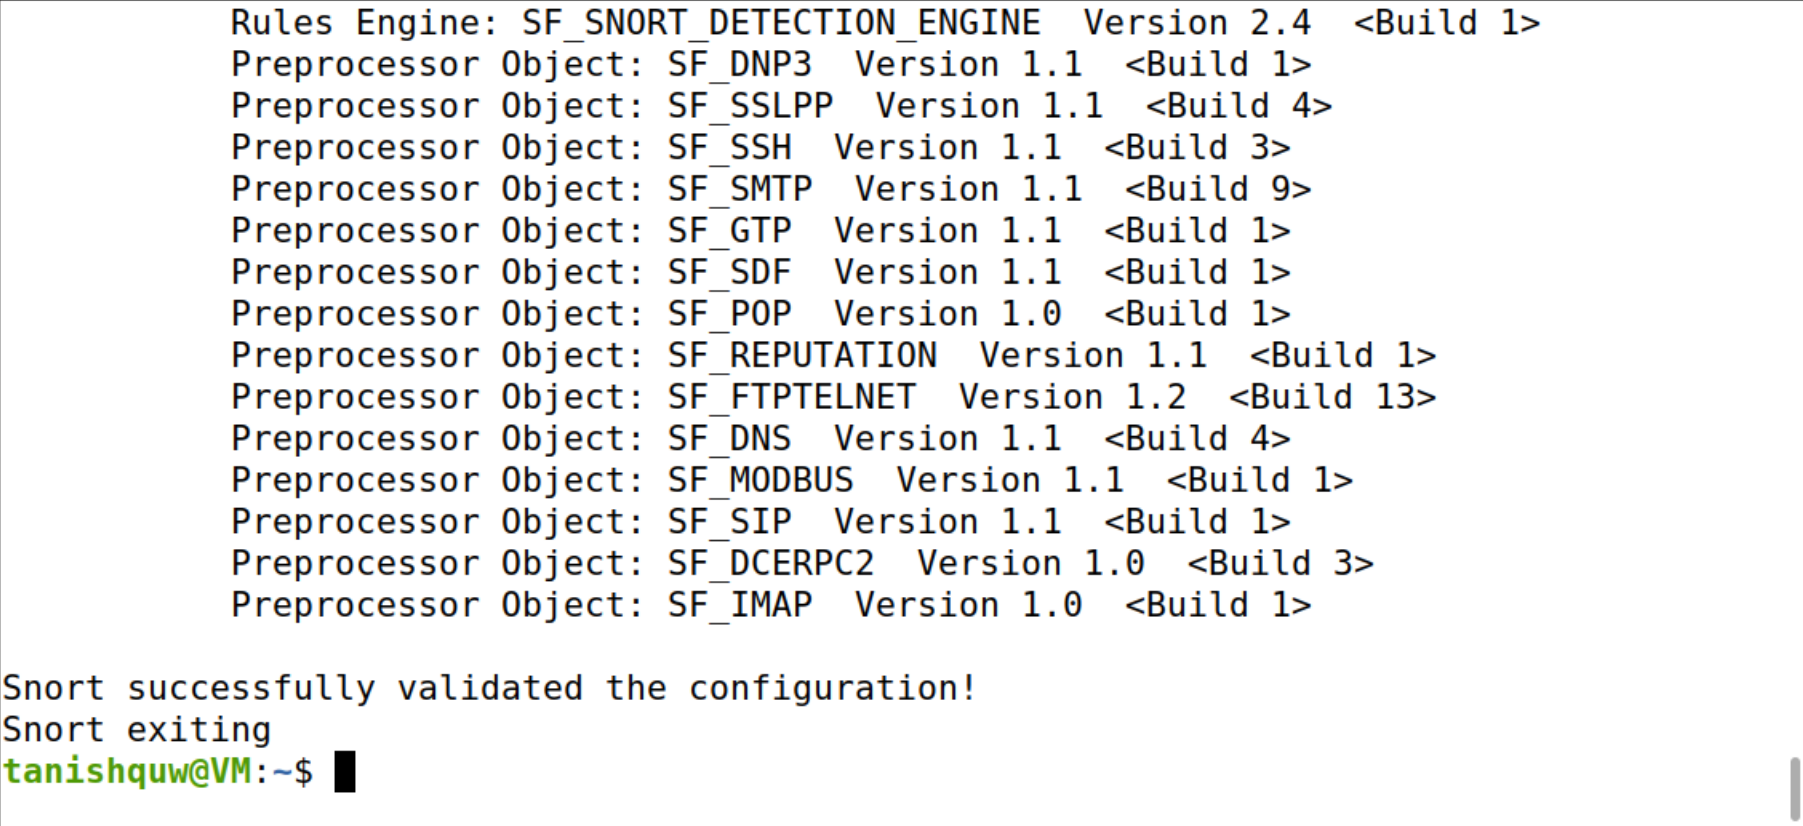 Rules Engine: SF_SNORT_DETECTION_ENGINE  Version 2.4  <Build 1>
Preprocessor Object: SF_DNP3  Version 1.1  <Build 1>
Preprocessor Object: SF_SSLPP  Version 1.1  <Build 4>
Preprocessor Object: SF_SSH  Version 1.1  <Build 3>
Preprocessor Object: SF_SMTP  Version 1.1  <Build 9>
Preprocessor Object: SF_GTP  Version 1.1  <Build 1>
Preprocessor Object: SF_SDF  Version 1.1  <Build 1>
Preprocessor Object: SF_POP  Version 1.0  <Build 1>
Preprocessor Object: SF_REPUTATION  Version 1.1  <Build 1>
Preprocessor Object: SF_FTPTELNET  Version 1.2  <Build 13>
Preprocessor Object: SF_DNS  Version 1.1  <Build 4>
Preprocessor Object: SF_MODBUS  Version 1.1  <Build 1>
Preprocessor Object: SF_SIP  Version 1.1  <Build 1>
Preprocessor Object: SF_DCERPC2  Version 1.0  <Build 3>
Preprocessor Object: SF_IMAP  Version 1.0  <Build 1>
Snort successfully validated the configuration!
Snort exiting
tanishquw@VM:~$